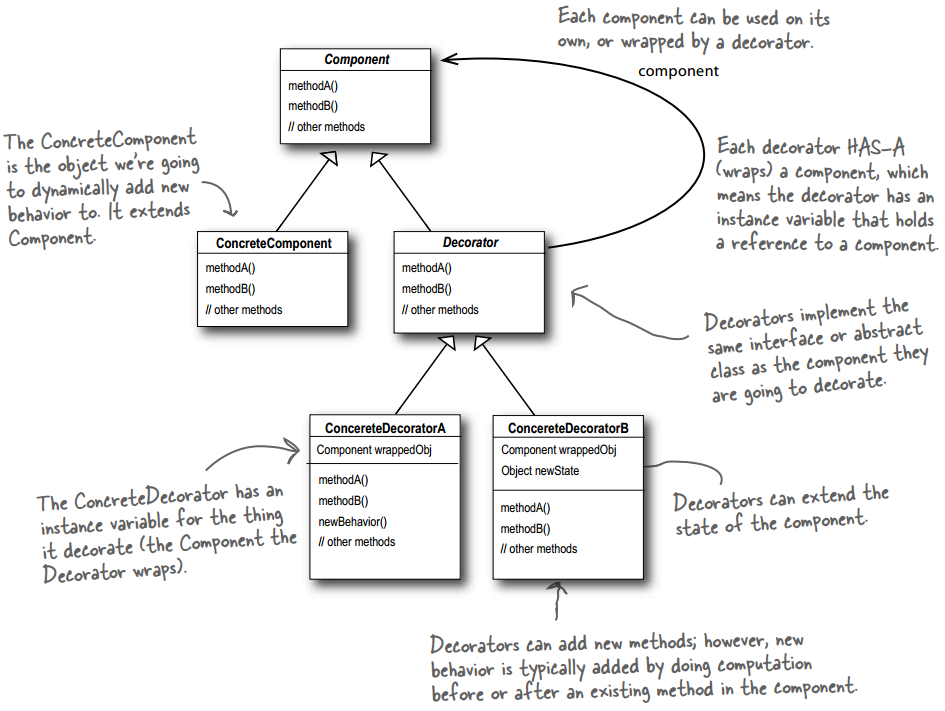 Each component can be used on its
own, or wrapped by a decorator.
component
Component
methodA()
methodB()
// other methods
The ConcreteComponent
is the object we're going
to dynamically add new
behavior to. It extends
Component.
Each decorator HAS-A
(wraps) a component, which
means the decorator has an
instance variable that holds
a reference to a component.
ConcreteComponent
methodA()
methodB()
// other methods
Decorator
methodA()
methodB()
// other methods
Decorators implement the
same interface or abstract
class as the component they
are going to decorate.
ConcereteDecoratorA
Component wrappedObj
methodA()
methodB()
newBehavior()
// other methods
ConcereteDecoratorB
Component wrappedObj
Object newState
methodA()
methodB()
// other methods
The ConcreteDecorator has an
instance variable for the thing
it decorate (the Component the
Decorator wraps).
Decorators can extend the
state of the component.
Decorators can add new methods; however, new
behavior is typically added by doing computation
before or after an existing method in the component.